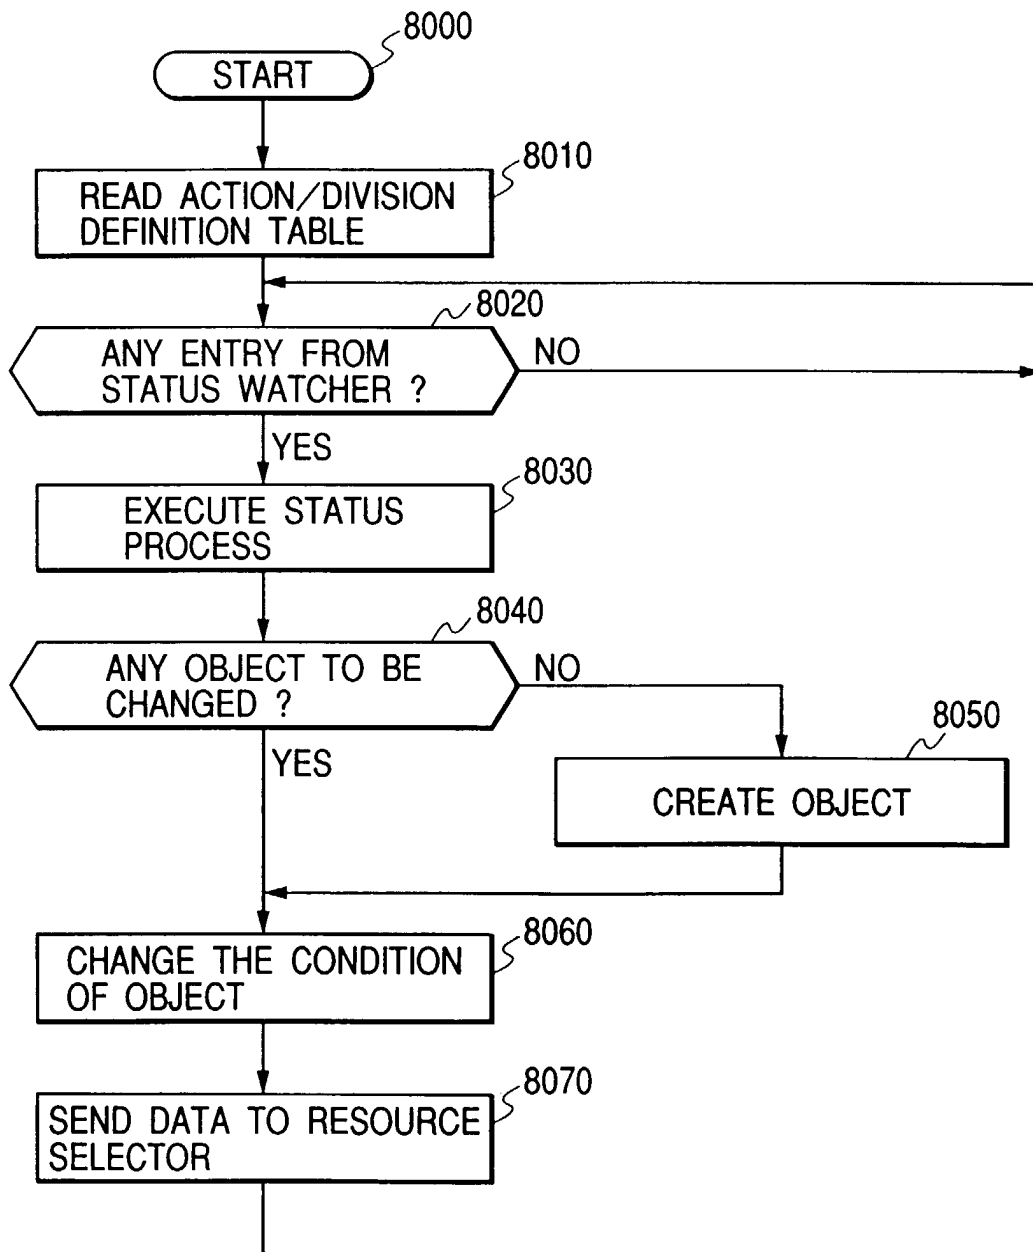 8000
START
8010
READ ACTION/DIVISION
DEFINITION TABLE
8020
ANY ENTRY FROM
STATUS WATCHER ?
NO
YES
8030
EXECUTE STATUS
PROCESS
8040
ANY OBJECT TO BE
CHANGED ?
NO
YES
8050
CREATE OBJECT
8060
CHANGE THE CONDITION
OF OBJECT
8070
SEND DATA TO RESOURCE
SELECTOR